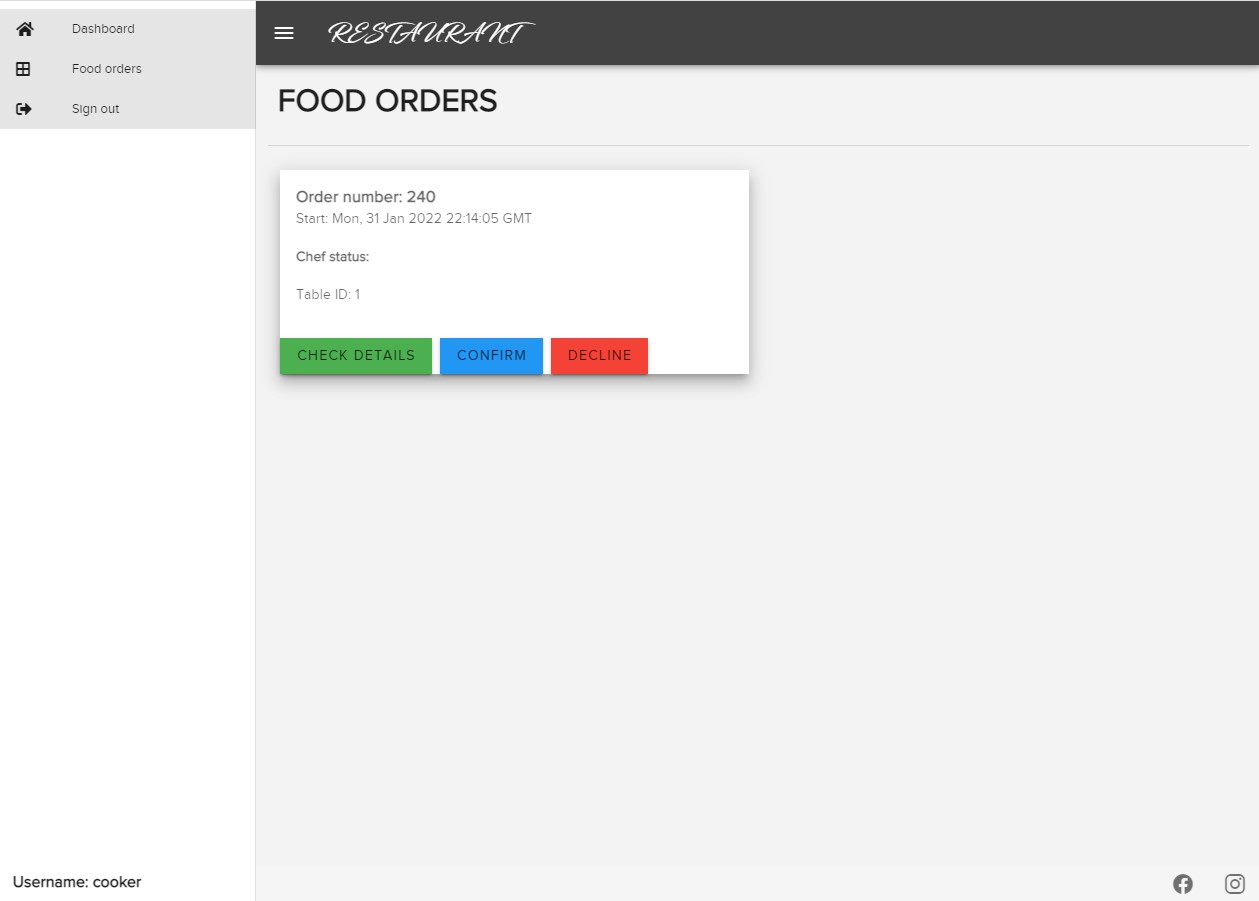 Dashboard
Food orders
Sign out
RESTAURANT
FOOD ORDERS
Order number: 240
Start: Mon, 31 Jan 2022 22:14:05 GMT
Chef status:
Table ID: 1
CHECK DETAILS
CONFIRM
DECLINE
Username: cooker